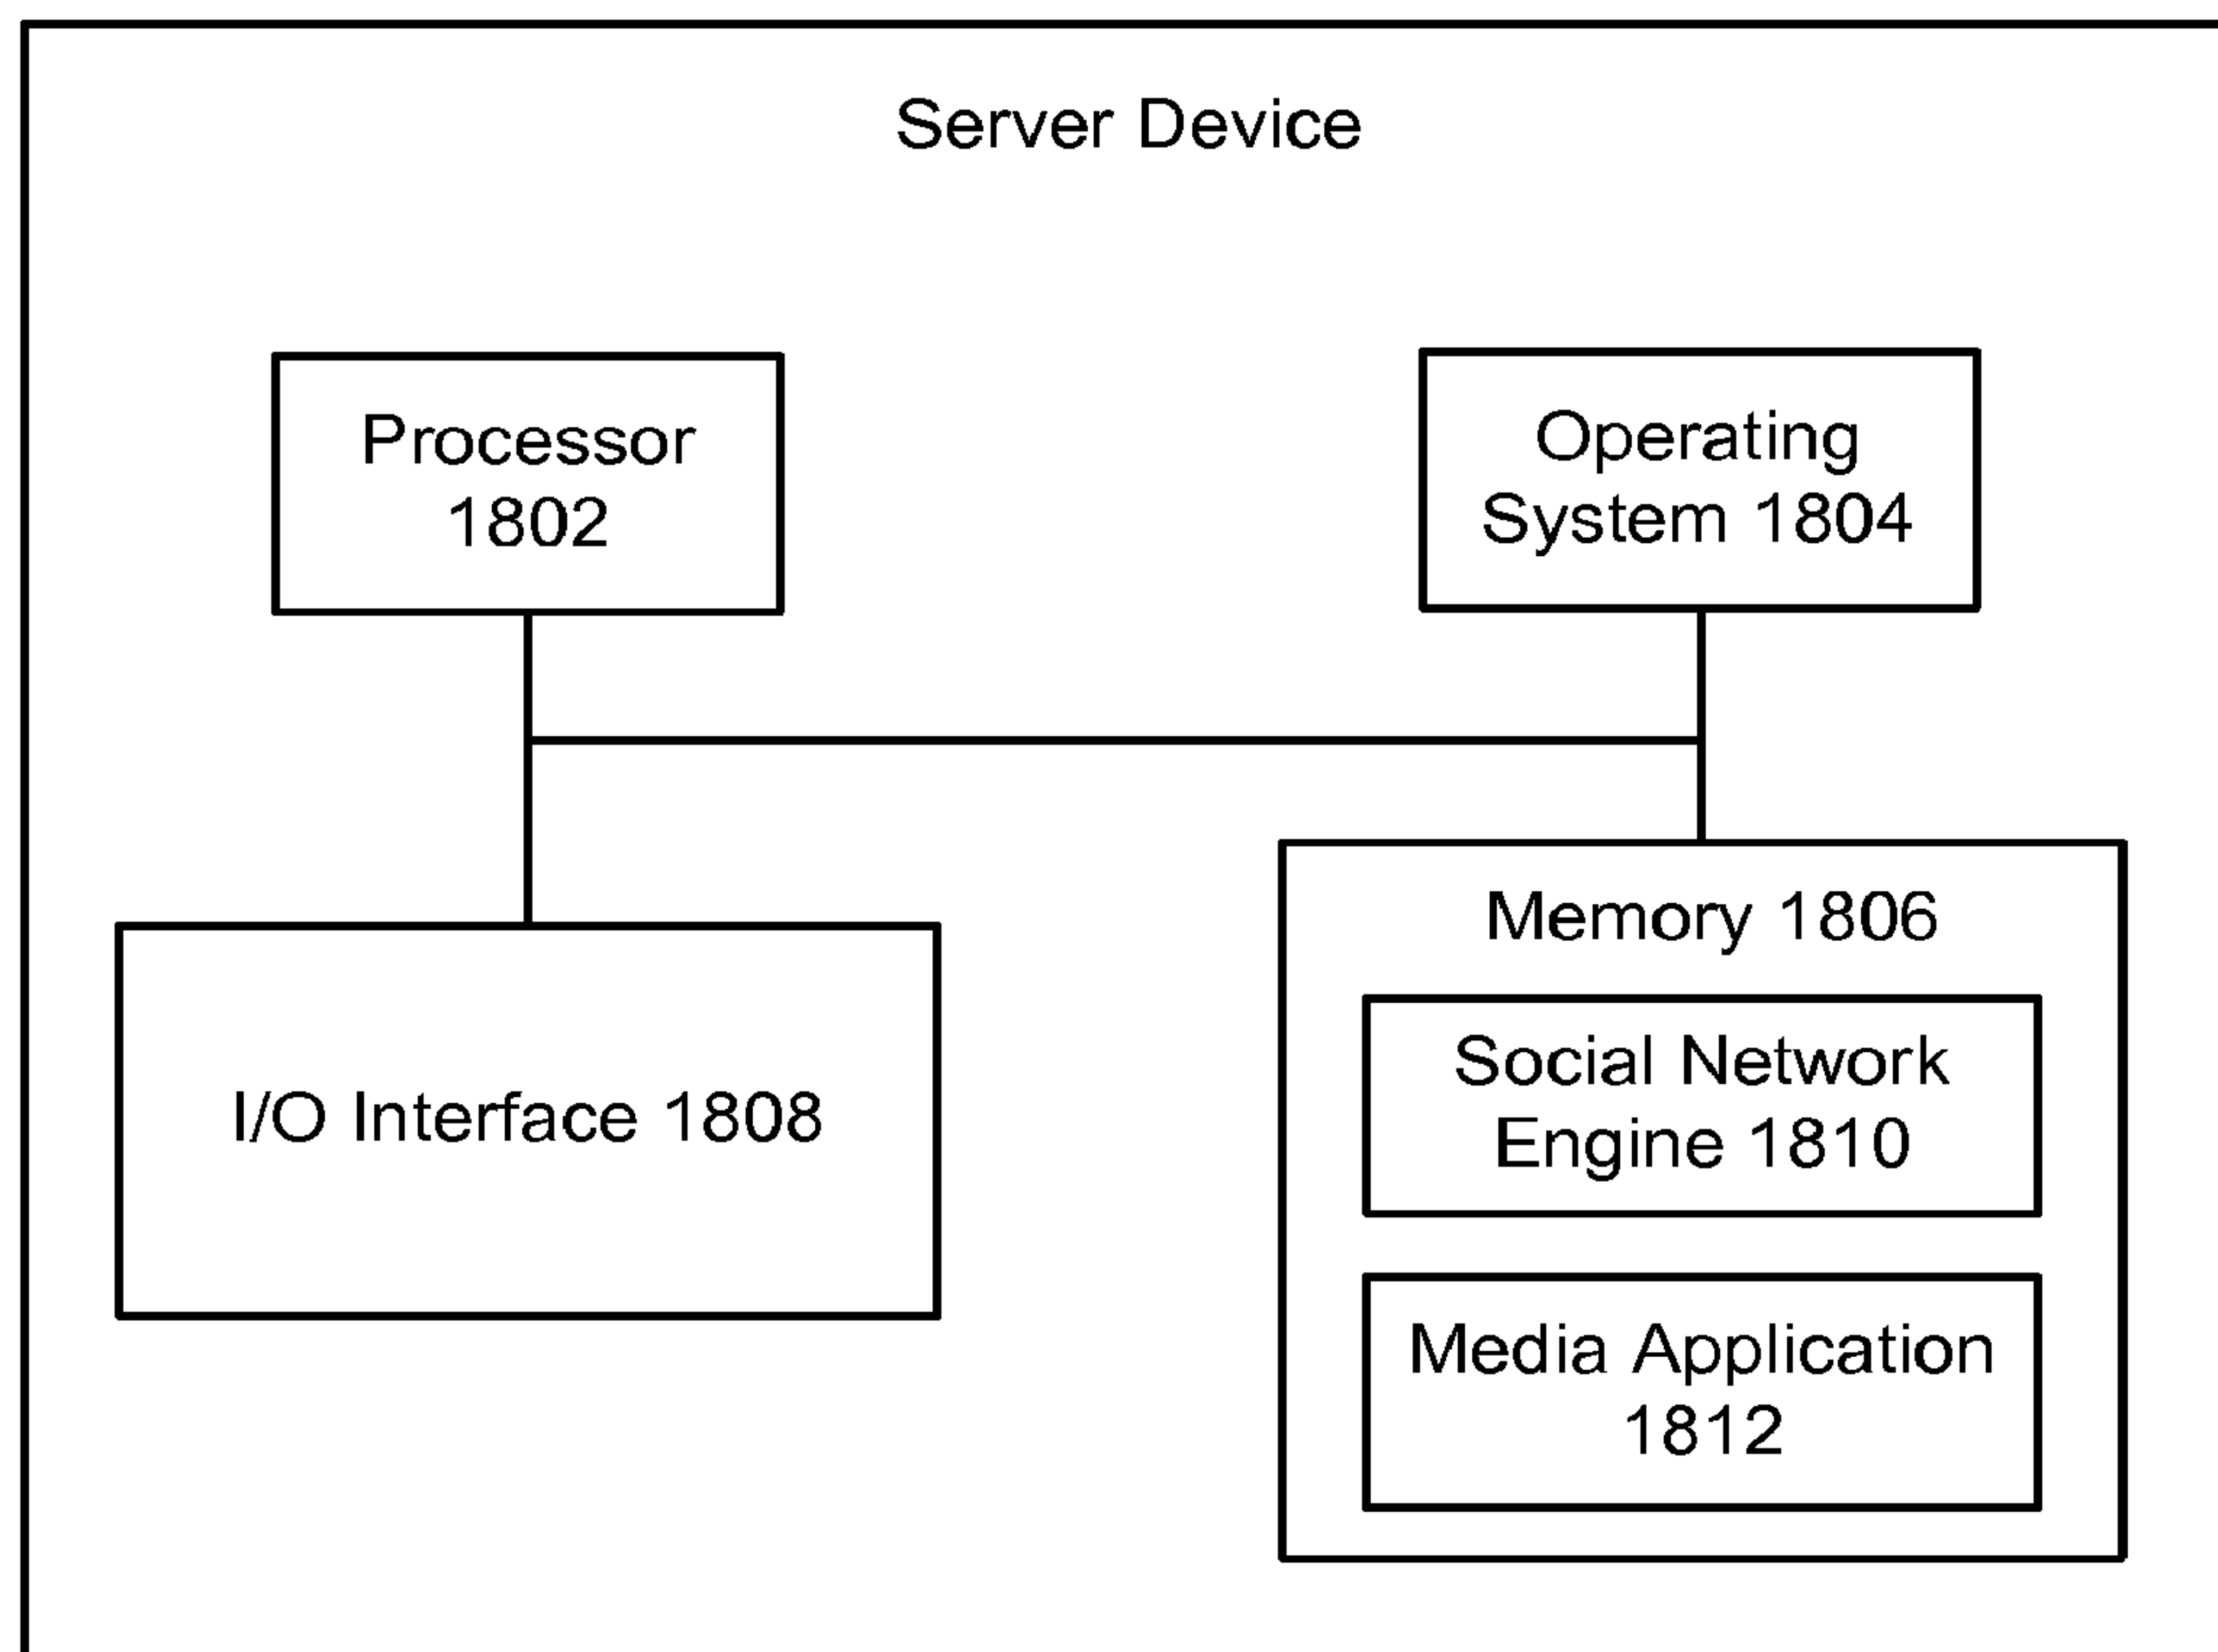 Server Device
Processor
1802
Operating
System 1804
I/O Interface 1808
Memory 1806
Social Network
Engine 1810
Media Application
1812